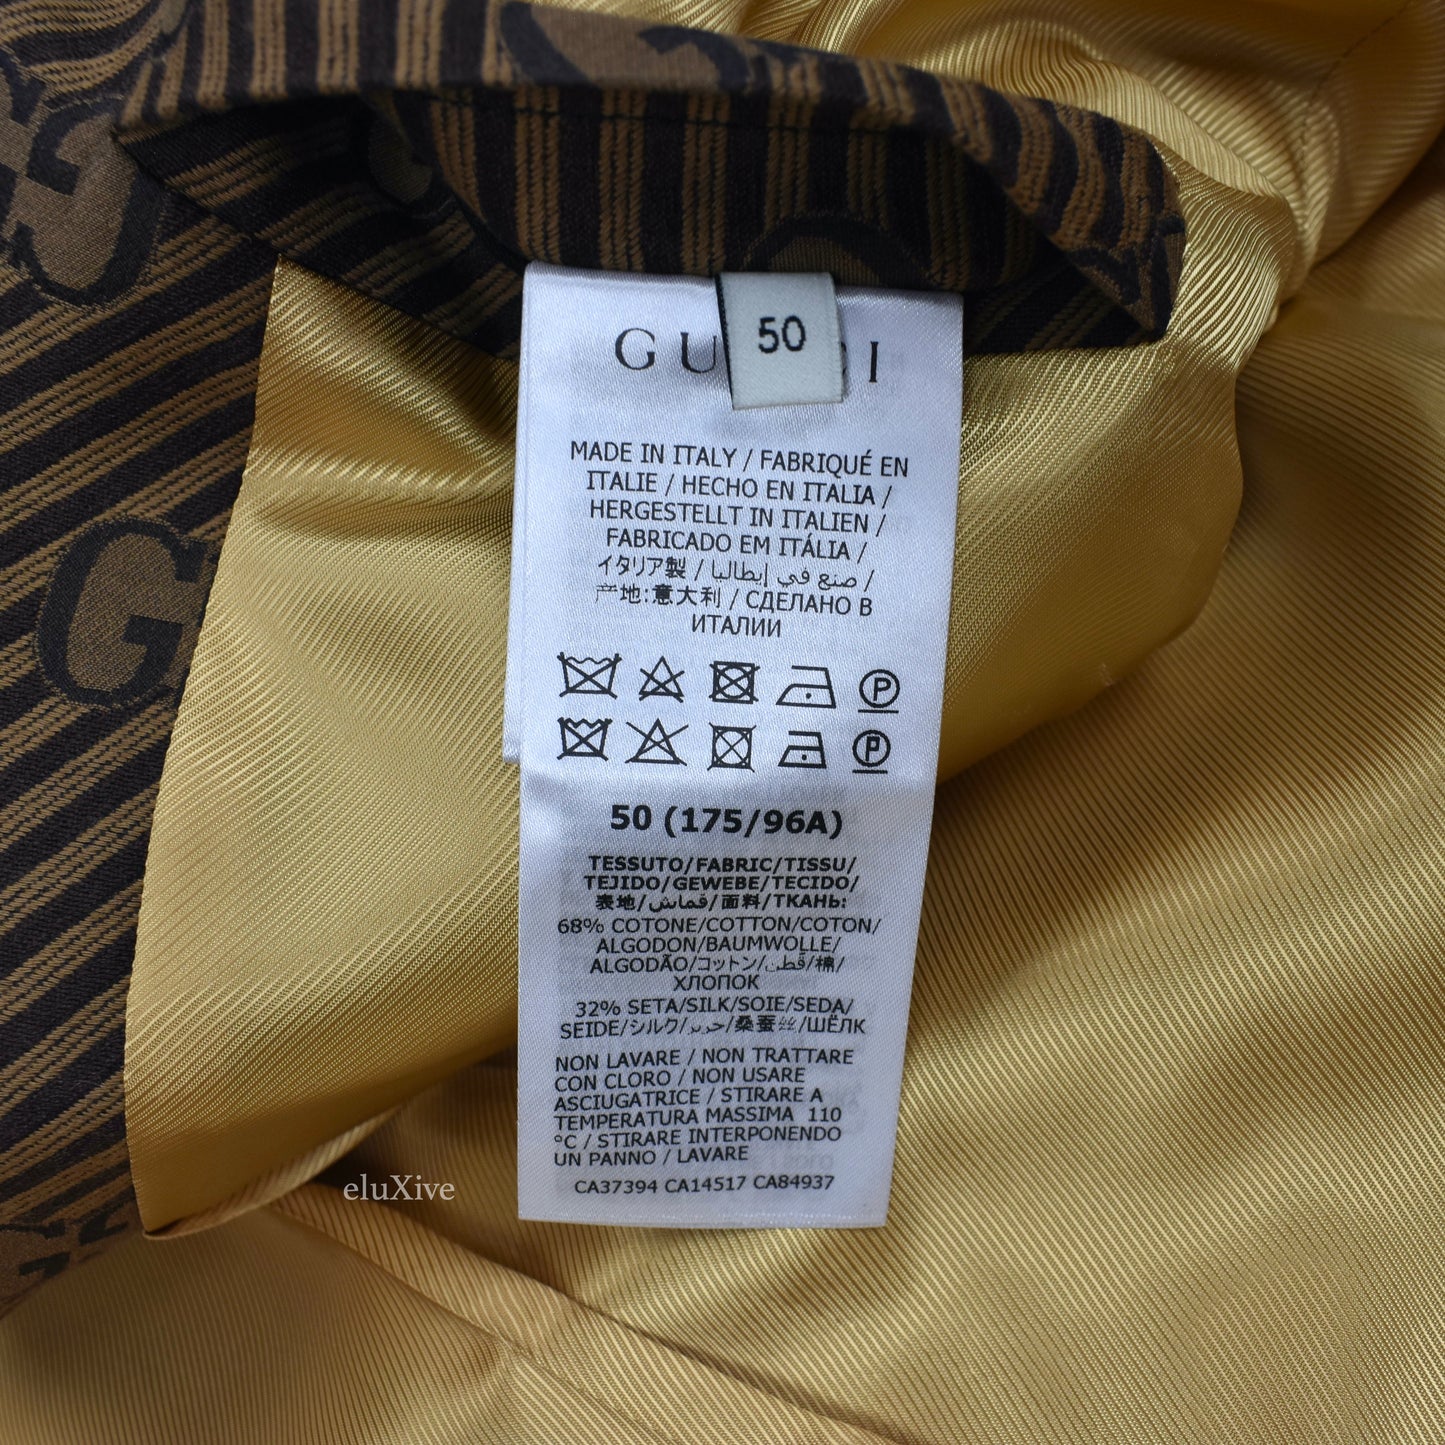 50
MADE IN ITALY / FABRIQUÉ EN
ITALIE / HECHO EN ITALIA /
HERGESTELLT IN ITALIEN /
FABRICADO EM ITÁLIA /
イタリア製 / صنع في إيطاليا /
产地:意大利 / СДЕЛАНО В
ИТАЛИИ
P
P
50 (175/96A)
TESSUTO/FABRIC/TISSU/
TEJIDO/GEWEBE/TECIDO/
表地/قماش/面料/ТКАНЬ:
68% COTONE/COTTON/COTON/
ALGODON/BAUMWOLLE/
ALGODÃO/コットン/قطن/棉/
ХЛОПОК
32% SETA/SILK/SOIE/SEDA/
SEIDE/シルク/حرير/桑蚕丝/ШЁЛК
NON LAVARE / NON TRATTARE
CON CLORO / NON USARE
ASCIUGATRICE / STIRARE A
TEMPERATURA MASSIMA 110
°C / STIRARE INTERPONENDO
UN PANNO / LAVARE
CA37394 CA14517 CA84937
eluXive
G